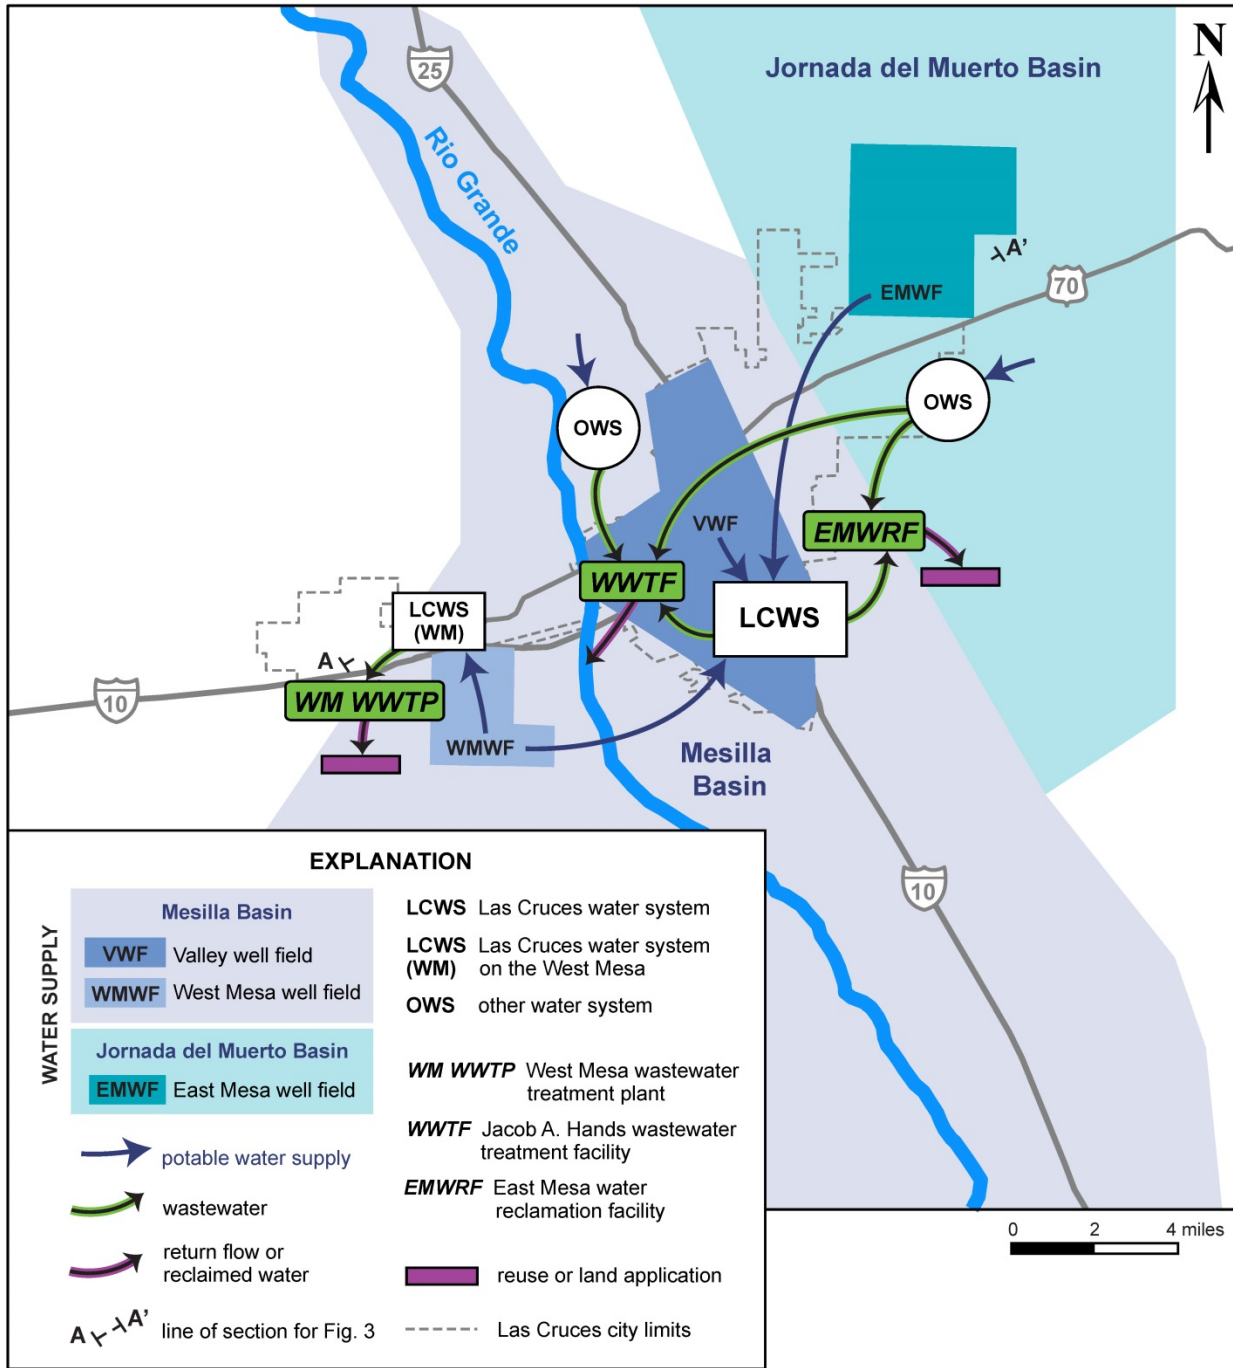 N
25
Jornada del Muerto Basin
Rio Grande
A'
70
EMWF
OWS
OWS
VWF
EMWRF
WWTF
LCWS
(WM)
LCWS
A
10
WM WWTP
WMWF
Mesilla
Basin
10
EXPLANATION
WATER SUPPLY
Mesilla Basin
VWF Valley well field
WMWF West Mesa well field
Jornada del Muerto Basin
EMWF East Mesa well field
potable water supply
wastewater
return flow or
reclaimed water
A A' line of section for Fig. 3
LCWS Las Cruces water system
LCWS Las Cruces water system
(WM) on the West Mesa
OWS other water system
WM WWTP West Mesa wastewater
treatment plant
WWTF Jacob A. Hands wastewater
treatment facility
EMWRF East Mesa water
reclamation facility
reuse or land application
Las Cruces city limits
0 2 4 miles